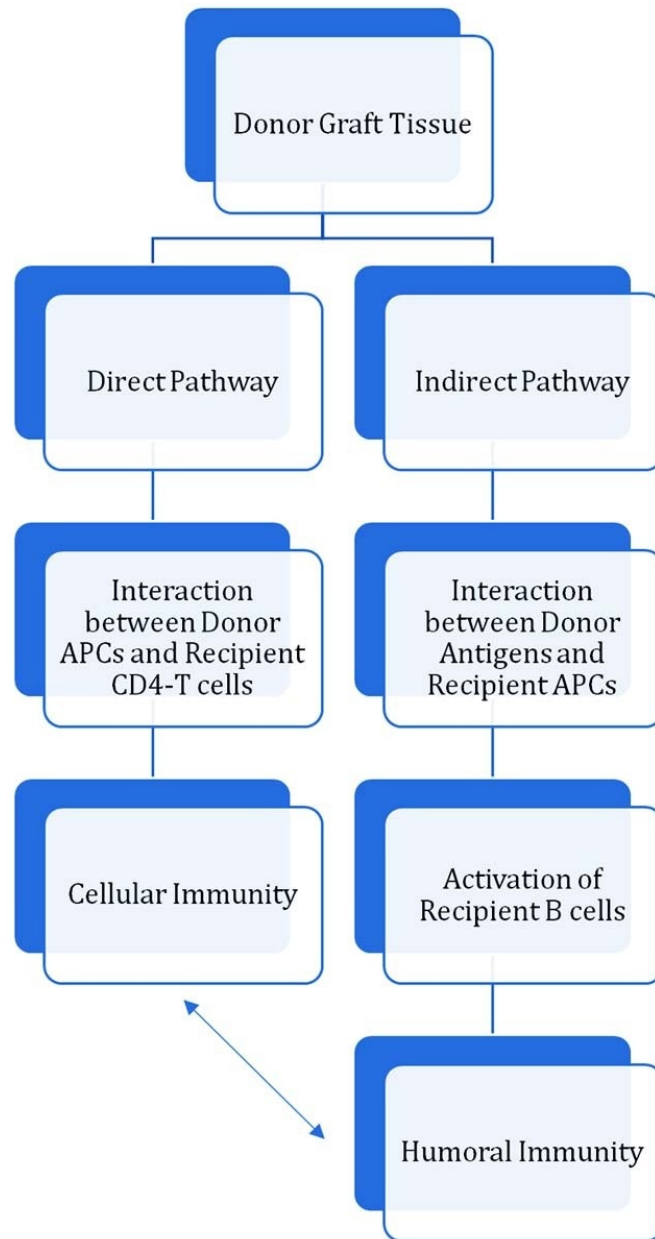 Donor Graft Tissue
Direct Pathway
Indirect Pathway
Interaction
between Donor
APCs and Recipient
CD4-T cells
Interaction
between Donor
Antigens and
Recipient APCs
Cellular Immunity
Activation of
Recipient B cells
Humoral Immunity